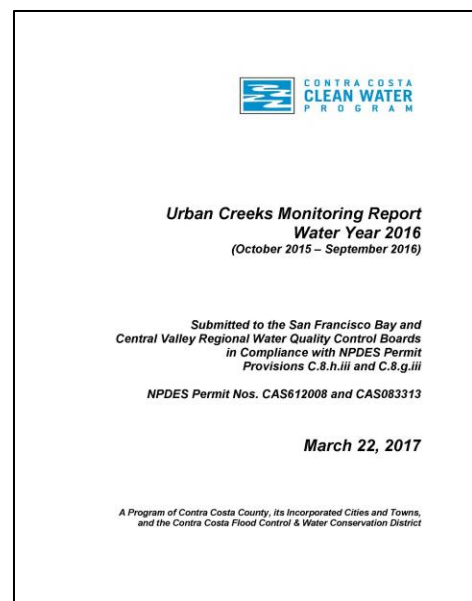 CONTRA COSTA
CLEAN WATER
PROGRAM
Urban Creeks Monitoring Report
Water Year 2016
(October 2015 – September 2016)
Submitted to the San Francisco Bay and
Central Valley Regional Water Quality Control Boards
in Compliance with NPDES Permit
Provisions C.8.h.iii and C.8.g.iii
NPDES Permit Nos. CAS612008 and CAS083313
March 22, 2017
A Program of Contra Costa County, its Incorporated Cities and Towns,
and the Contra Costa Flood Control & Water Conservation District